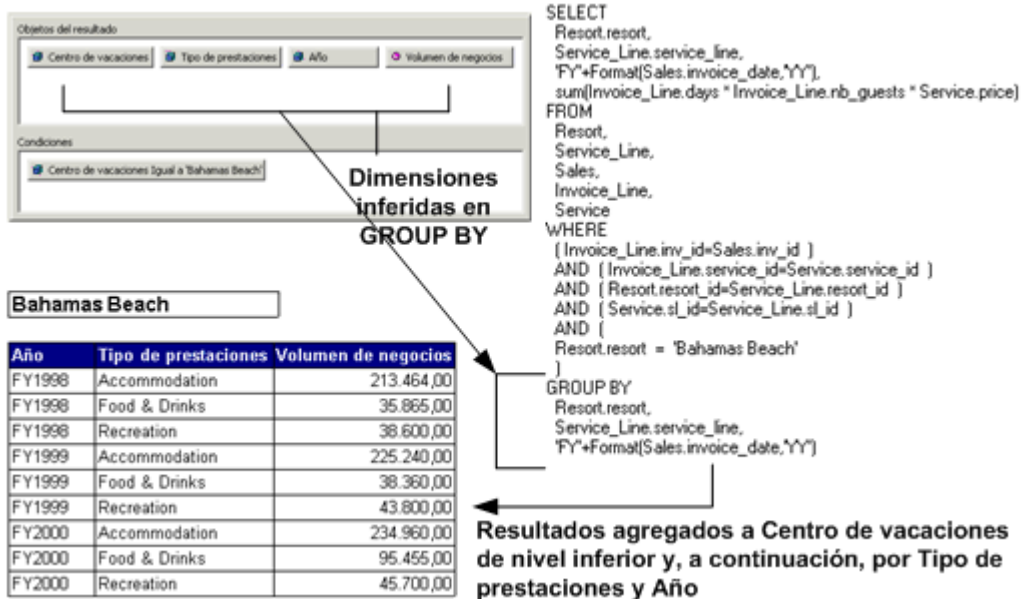 Objetos del resultado
Centro de vacaciones Tipo de prestaciones Año Volumen de negocios
Condiciones
Centro de vacaciones Igual a 'Bahamas Beach'
Dimensiones
inferidas en
GROUP BY
SELECT
Resort.resort,
Service_Line.service_line,
'FY'+Format(Sales.invoice_date,"YY"),
sum(Invoice_Line.days * Invoice_Line.nb_guests * Service.price)
FROM
Resort,
Service_Line,
Sales,
Invoice_Line,
Service
WHERE
( Invoice_Line.inv_id=Sales.inv_id )
AND ( Invoice_Line.service_id=Service.service_id )
AND ( Resort.resort_id=Service_Line.resort_id )
AND ( Service.sl_id=Service_Line.sl_id )
AND (
Resort.resort = 'Bahamas Beach'
)
GROUP BY
Resort.resort,
Service_Line.service_line,
'FY'+Format(Sales.invoice_date,"YY")
Bahamas Beach
Año Tipo de prestaciones Volumen de negocios
FY1998 Accommodation 213.464,00
FY1998 Food & Drinks 35.865,00
FY1998 Recreation 38.600,00
FY1999 Accommodation 225.240,00
FY1999 Food & Drinks 38.360,00
FY1999 Recreation 43.800,00
FY2000 Accommodation 234.960,00
FY2000 Food & Drinks 95.455,00
FY2000 Recreation 45.700,00
Resultados agregados a Centro de vacaciones
de nivel inferior y, a continuación, por Tipo de
prestaciones y Año